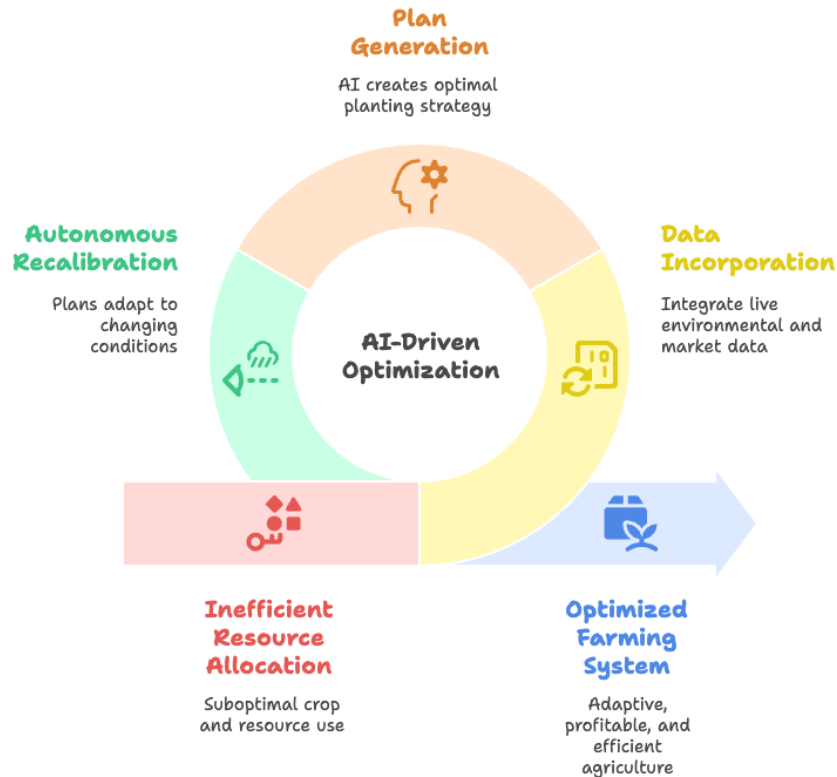 Plan
Generation
AI creates optimal
planting strategy
Autonomous
Recalibration
Plans adapt to
changing
conditions
Data
Incorporation
Integrate live
environmental and
market data
AI-Driven
Optimization
10
1
Inefficient
Resource
Allocation
Suboptimal crop
and resource use
Optimized
Farming
System
Adaptive,
profitable, and
efficient
agriculture